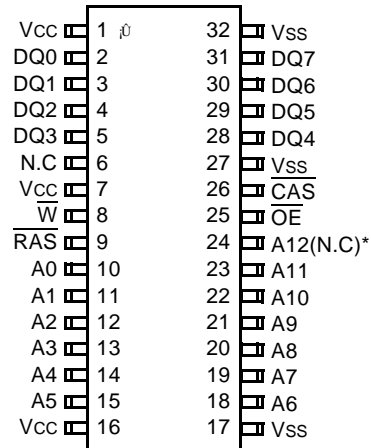 VCC 1 ¡Û 32 VSS
DQ0 2 31 DQ7
DQ1 3 30 DQ6
DQ2 4 29 DQ5
DQ3 5 28 DQ4
N.C 6 27 VSS
VCC 7 26 C̅A̅S̅
W̅ 8 25 O̅E̅
R̅A̅S̅ 9 24 A12(N.C)*
A0 10 23 A11
A1 11 22 A10
A2 12 21 A9
A3 13 20 A8
A4 14 19 A7
A5 15 18 A6
VCC 16 17 VSS